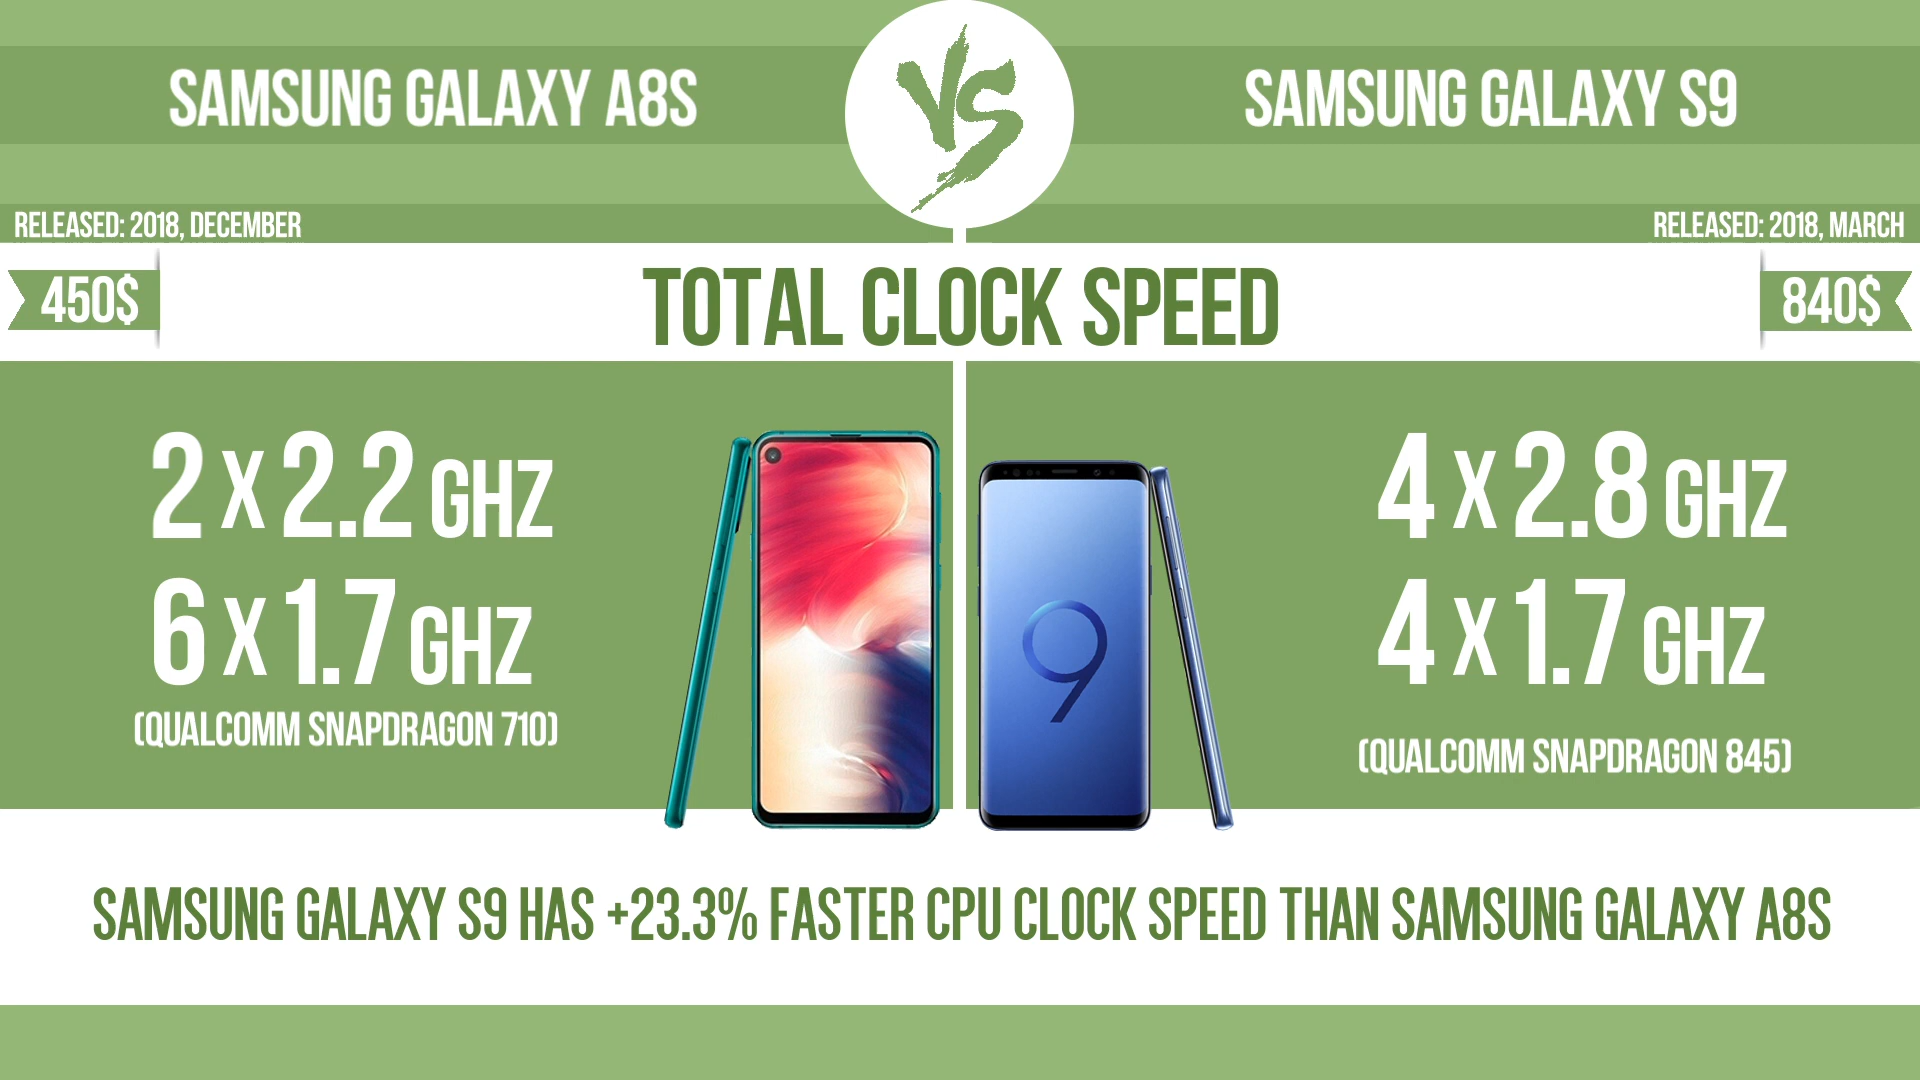 SAMSUNG GALAXY A8S
VS
SAMSUNG GALAXY S9
RELEASED: 2018, DECEMBER
RELEASED: 2018, MARCH
450$
TOTAL CLOCK SPEED
840$
2 X 2.2 GHZ
6 X 1.7 GHZ
(QUALCOMM SNAPDRAGON 710)
9
4 X 2.8 GHZ
4 X 1.7 GHZ
(QUALCOMM SNAPDRAGON 845)
SAMSUNG GALAXY S9 HAS +23.3% FASTER CPU CLOCK SPEED THAN SAMSUNG GALAXY A8S